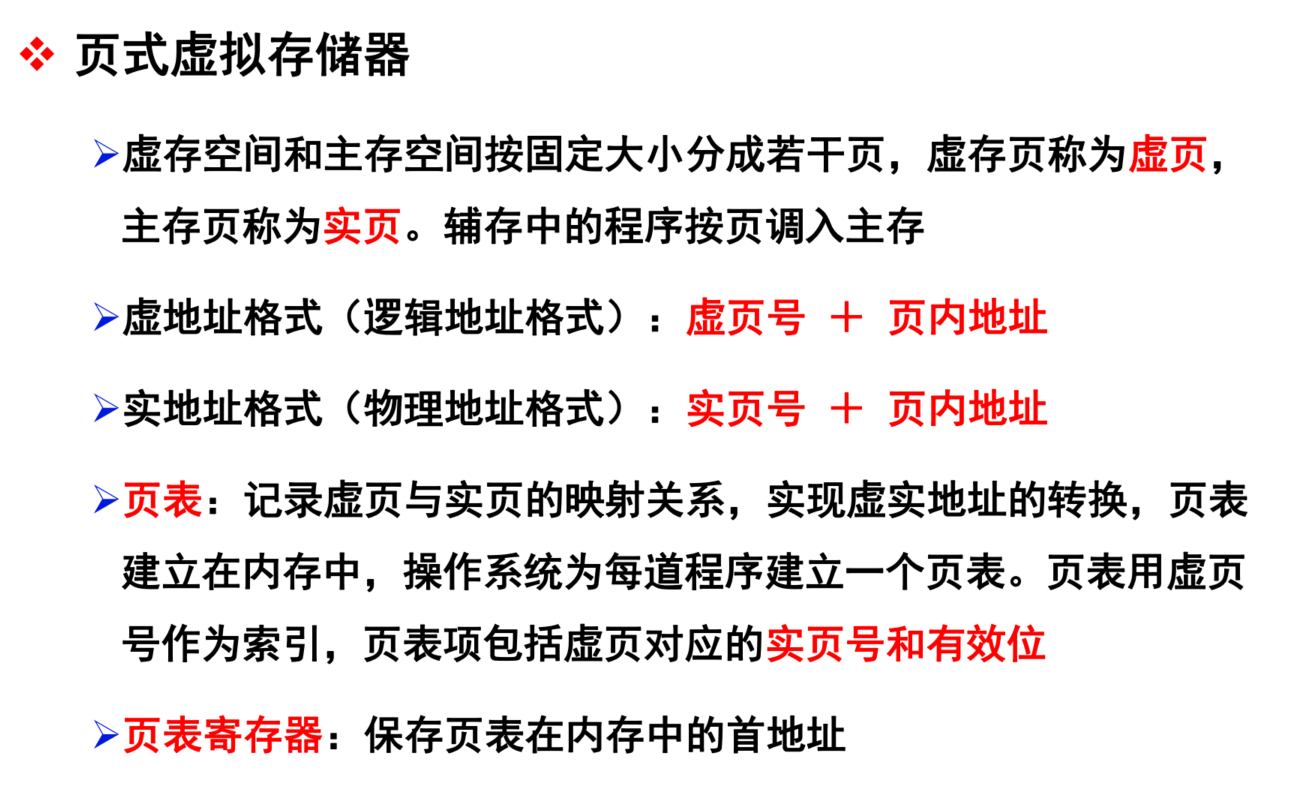 页式虚拟存储器
虚存空间和主存空间按固定大小分成若干页，虚存页称为虚页，
主存页称为实页。辅存中的程序按页调入主存
虚地址格式（逻辑地址格式）：虚页号 ＋ 页内地址
实地址格式（物理地址格式）：实页号 ＋ 页内地址
页表：记录虚页与实页的映射关系，实现虚实地址的转换，页表
建立在内存中，操作系统为每道程序建立一个页表。页表用虚页
号作为索引，页表项包括虚页对应的实页号和有效位
页表寄存器：保存页表在内存中的首地址